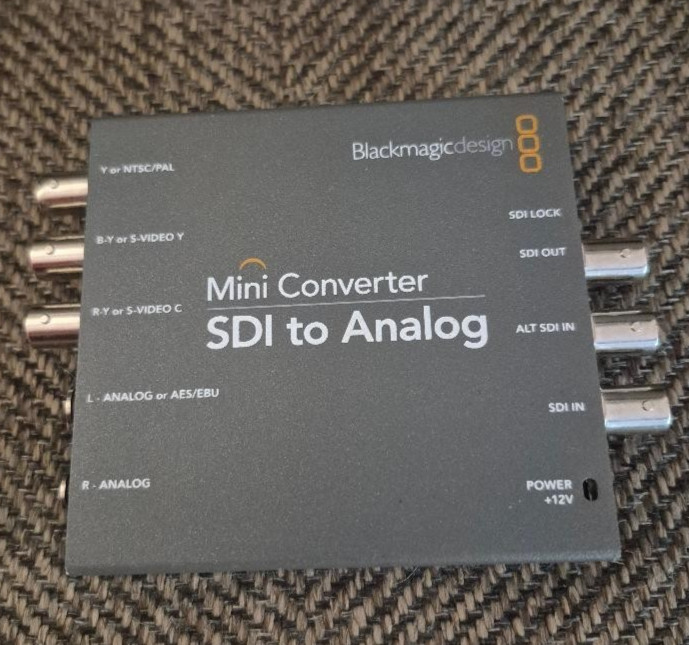 Blackmagicdesign
Y or NTSC/PAL
B-Y or S-VIDEO Y
R-Y or S-VIDEO C
L - ANALOG or AES/EBU
R - ANALOG
Mini Converter
SDI to Analog
SDI LOCK
SDI OUT
ALT SDI IN
SDI IN
POWER
+12V